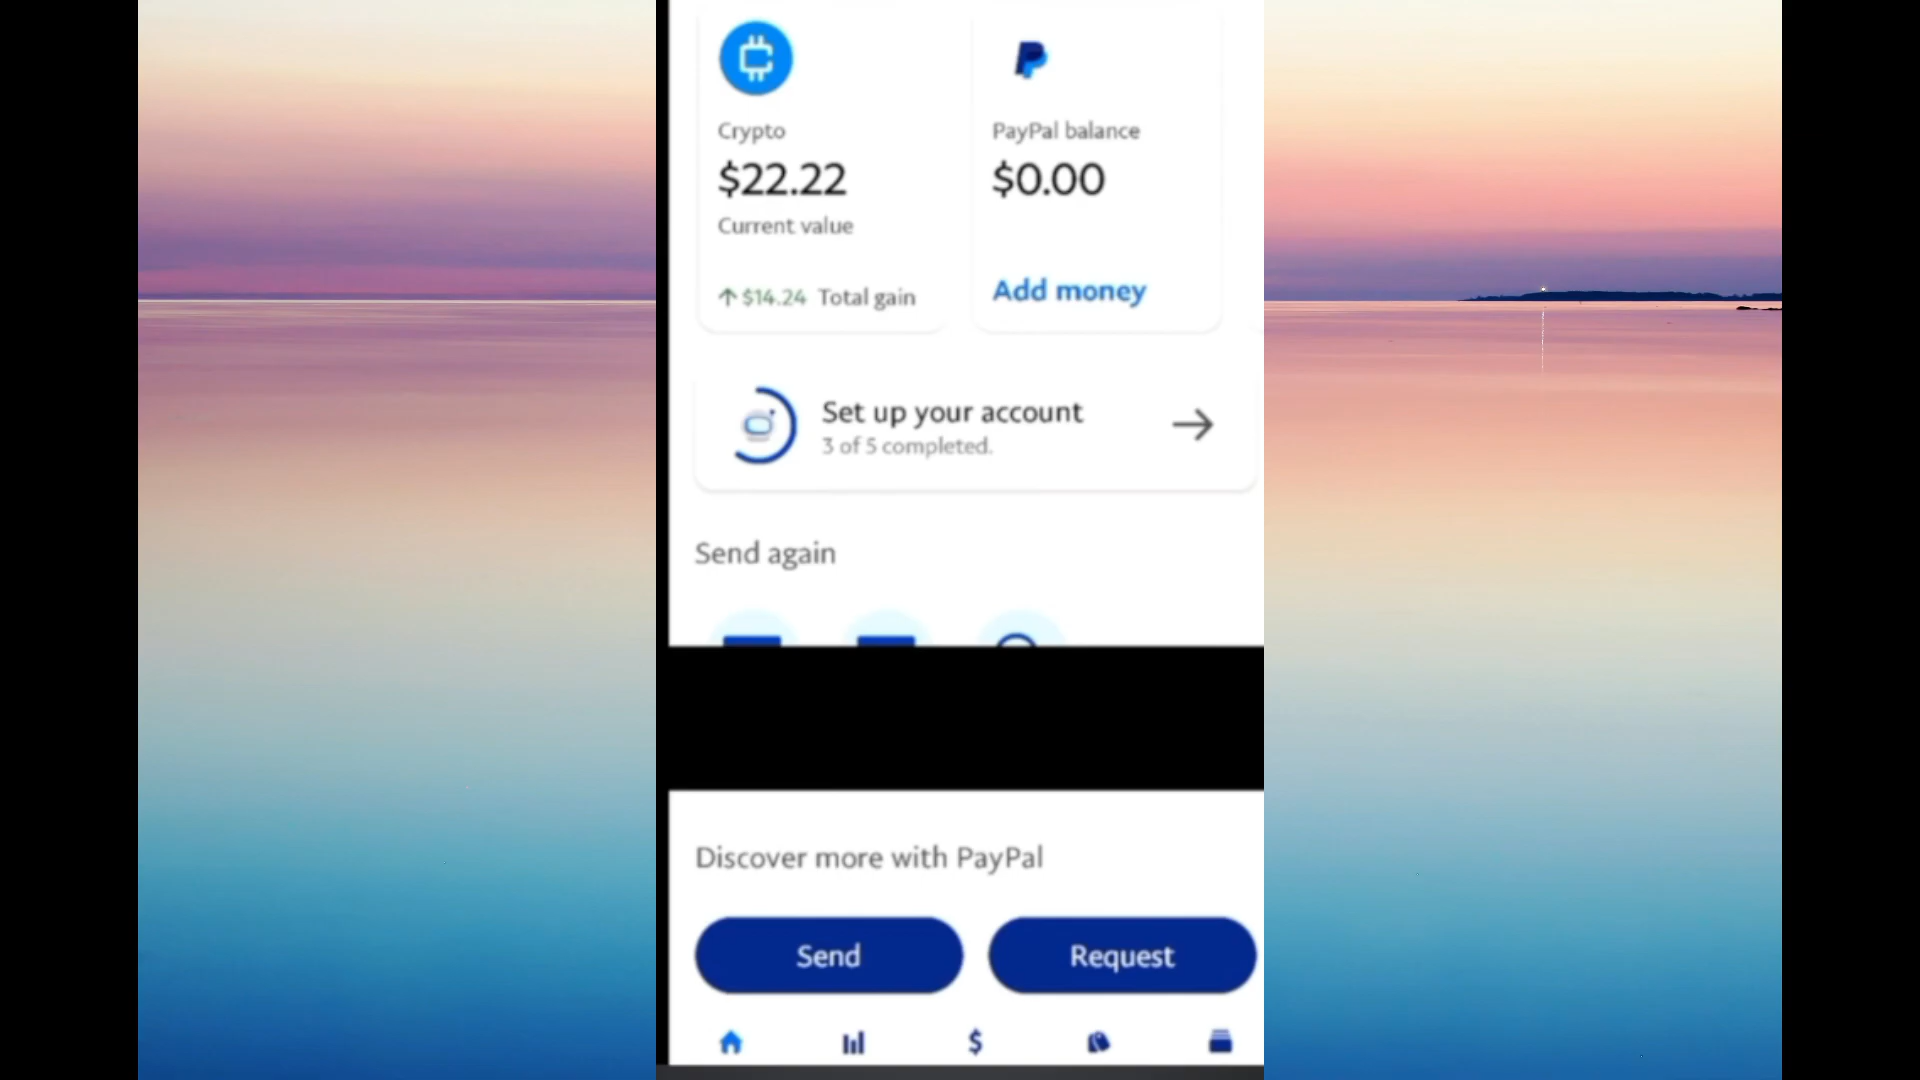 Crypto
$22.22
Current value
$14.24 Total gain
PayPal balance
$0.00
Add money
Set up your account
3 of 5 completed.
Send again
Discover more with PayPal
Send
Request